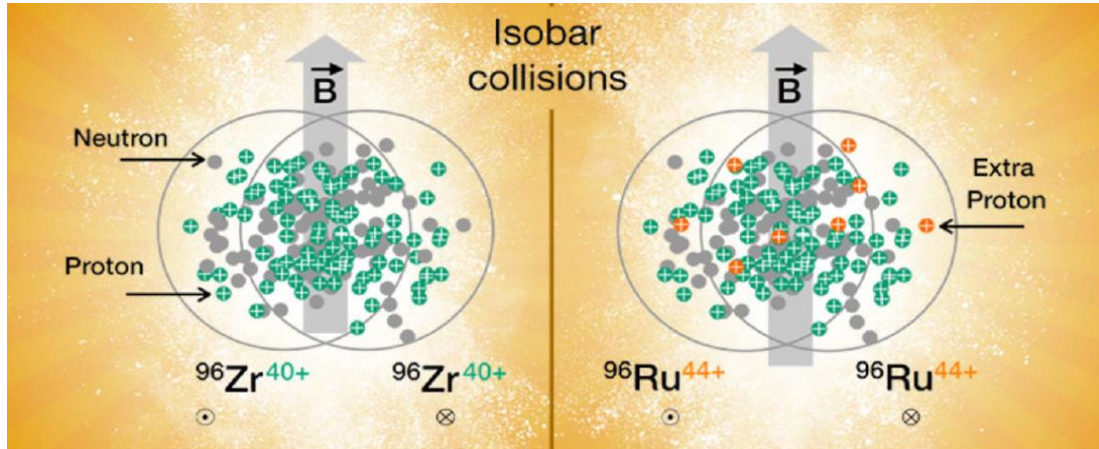 Isobar
collisions
B
B
Neutron
Proton
Extra
Proton
⁹⁶Zr⁴⁰⁺
⁹⁶Zr⁴⁰⁺
⁹⁶Ru⁴⁴⁺
⁹⁶Ru⁴⁴⁺